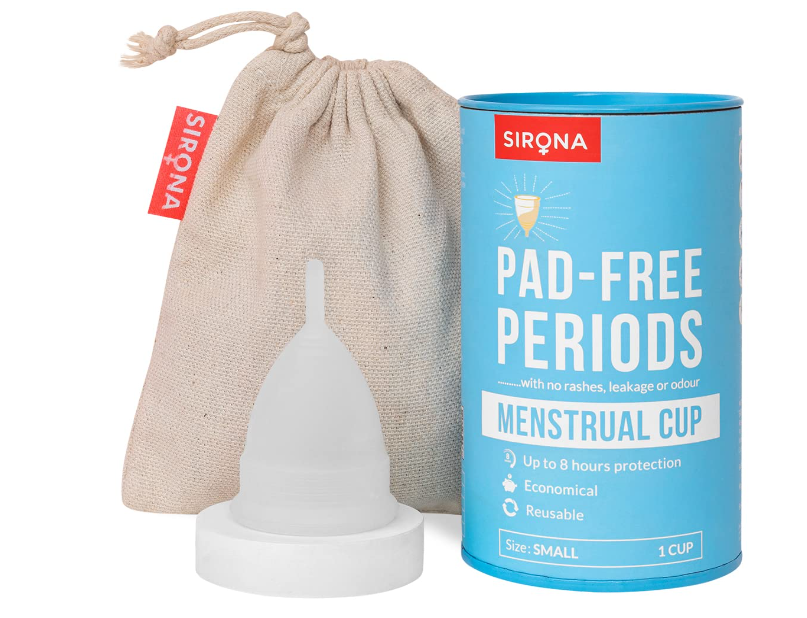 SIRONA
SIRONA
PAD-FREE
PERIODS
.........with no rashes, leakage or odour
MENSTRUAL CUP
Up to 8 hours protection
Economical
Reusable
Size: SMALL 1 CUP